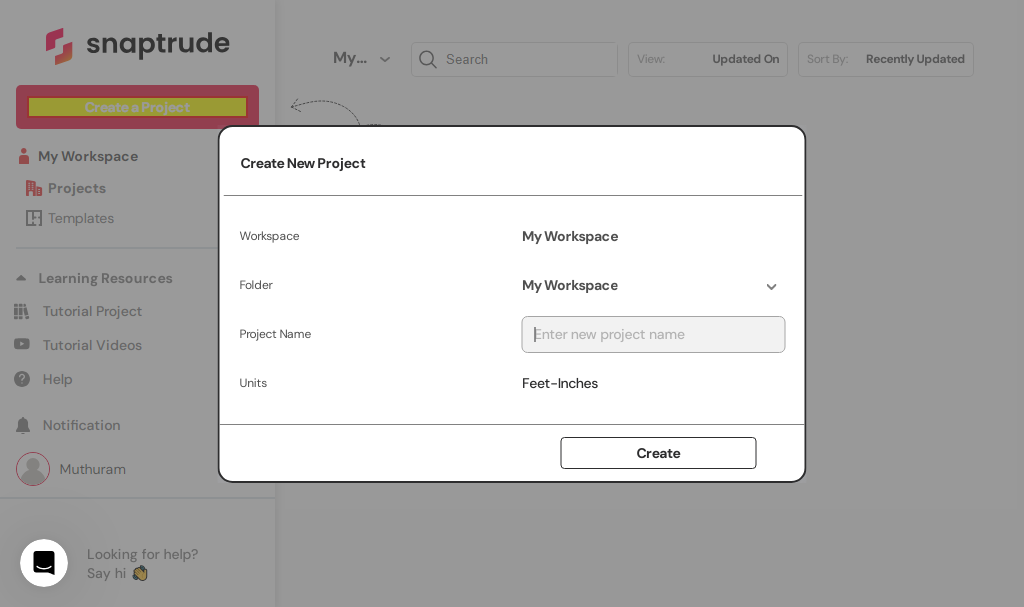 snaptrude
My...
Search
View:
Updated On
Sort By:
Recently Updated
Create a Project
My Workspace
Projects
Templates
Learning Resources
Tutorial Project
Tutorial Videos
Help
Notification
Muthuram
Looking for help?
Say hi 👋
Create New Project
Workspace
My Workspace
Folder
My Workspace
Project Name
Enter new project name
Units
Feet-Inches
Create